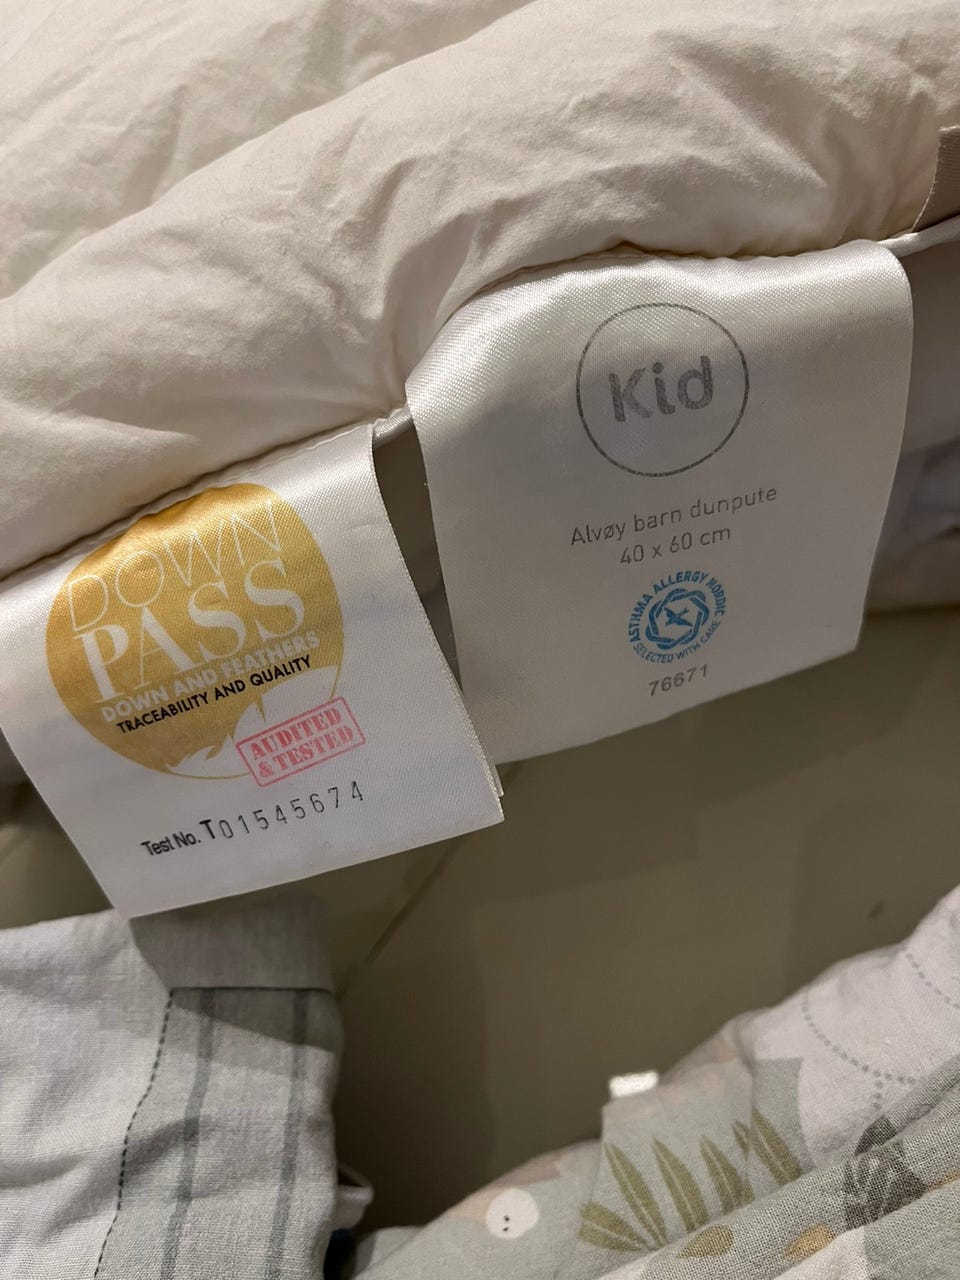 DOWN
PASS
DOWN AND FEATHERS
TRACEABILITY AND QUALITY
AUDITED
& TESTED
Test No. T01545674
Kid
Alvøy barn dunpute
40 x 60 cm
ASTHMA ALLERGY NORDIC
SELECTED WITH CARE
76671